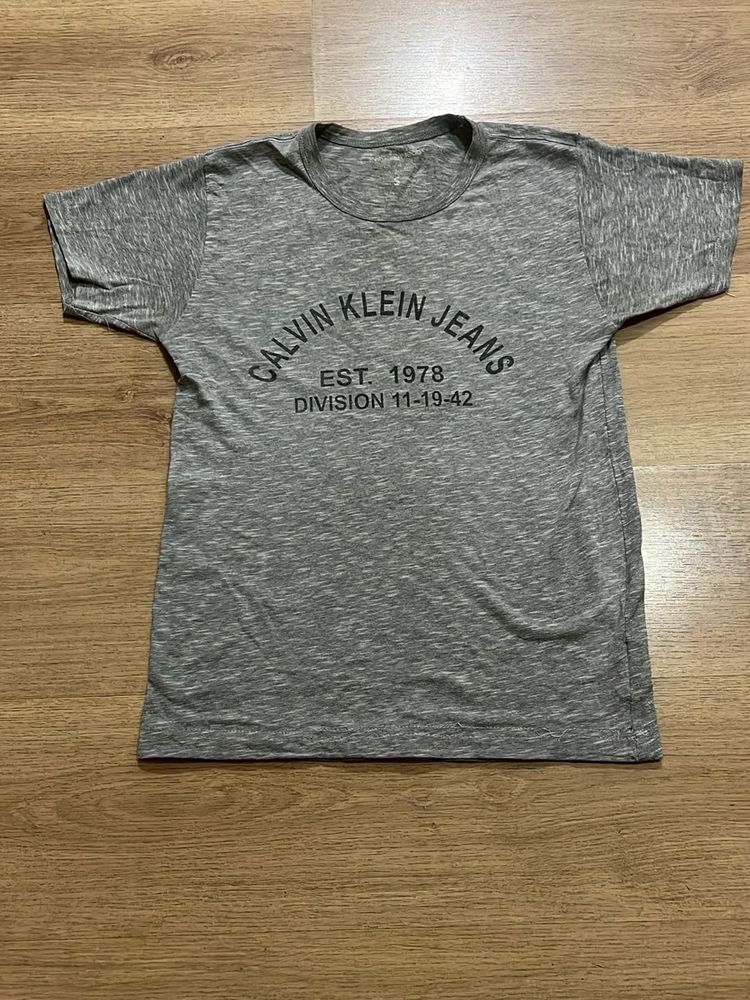 CALVIN KLEIN JEANS
EST. 1978
DIVISION 11-19-42